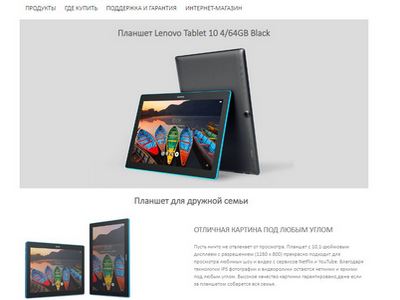 ПРОДУКТЫ ГДЕ КУПИТЬ ПОДДЕРЖКА И ГАРАНТИЯ ИНТЕРНЕТ-МАГАЗИН
Планшет Lenovo Tablet 10 4/64GB Black
Планшет для дружной семьи
ОТЛИЧНАЯ КАРТИНА ПОД ЛЮБЫМ УГЛОМ
Пусть ничто не отвлекает от просмотра. Планшет с 10,1-дюймовым
дисплеем с разрешением (1280 x 800) прекрасно подходит для
просмотра любимых шоу и видео с сервисов Netflix и YouTube. Благодаря
технологии IPS фотографии и видеоролики остаются четкими и яркими
под любым углом. Высокое качество картинки гарантировано даже если
за планшетом соберется вся семья.